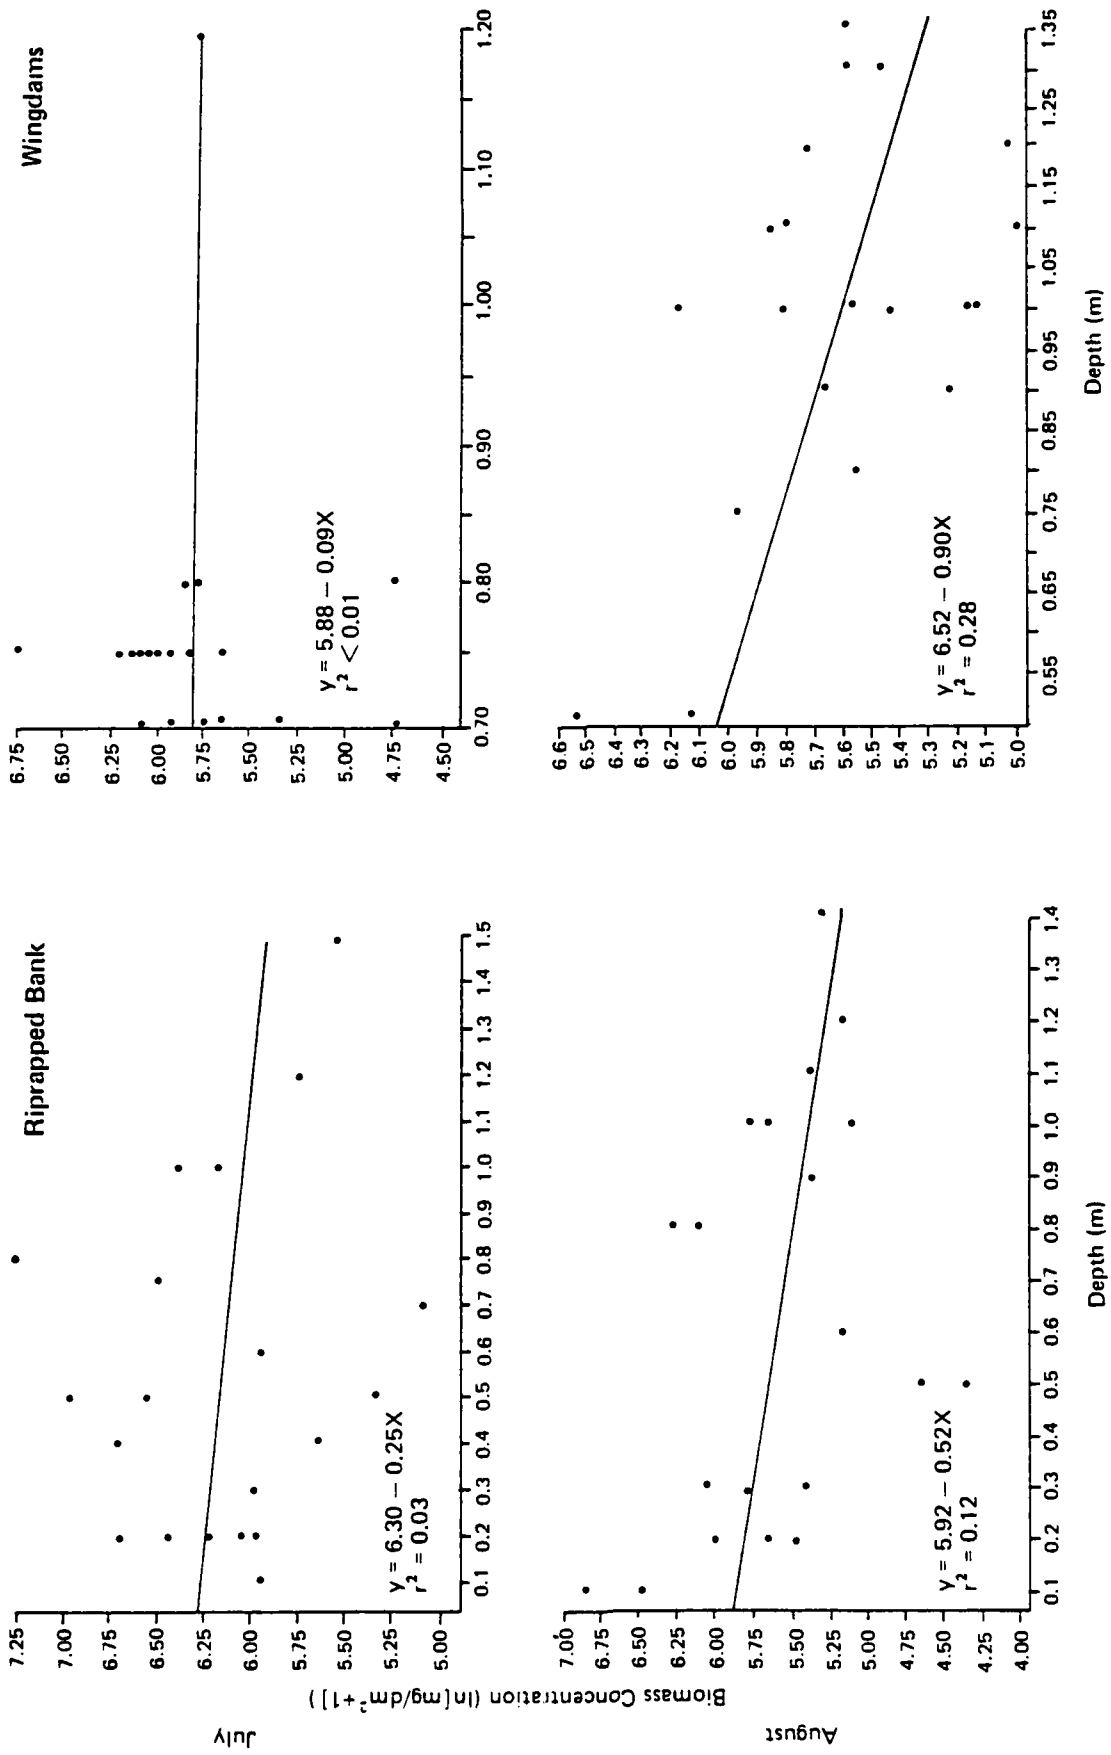 Riprapped Bank
Wingdams
July
7.25
7.00
6.75
6.50
6.25
6.00
5.75
5.50
5.25
5.00
y = 6.30 − 0.25X
r² = 0.03
0.1 0.2 0.3 0.4 0.5 0.6 0.7 0.8 0.9 1.0 1.1 1.2 1.3 1.4 1.5
6.75
6.50
6.25
6.00
5.75
5.50
5.25
5.00
4.75
4.50
y = 5.88 − 0.09X
r² < 0.01
0.70 0.80 0.90 1.00 1.10 1.20
Biomass Concentration (ln[mg/dm²+1])
August
7.00
6.75
6.50
6.25
6.00
5.75
5.50
5.25
5.00
4.75
4.50
4.25
4.00
y = 5.92 − 0.52X
r² = 0.12
0.1 0.2 0.3 0.4 0.5 0.6 0.7 0.8 0.9 1.0 1.1 1.2 1.3 1.4
Depth (m)
6.6
6.5
6.4
6.3
6.2
6.1
6.0
5.9
5.8
5.7
5.6
5.5
5.4
5.3
5.2
5.1
5.0
y = 6.52 − 0.90X
r² = 0.28
0.55 0.65 0.75 0.85 0.95 1.05 1.15 1.25 1.35
Depth (m)